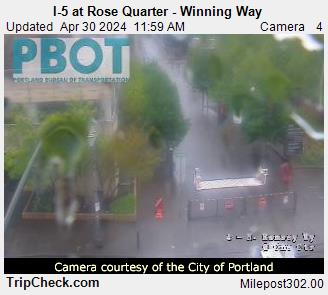 I-5 at Rose Quarter - Winning Way
Updated Apr 30 2024 11:59 AM Camera 4
PBOT
PORTLAND BUREAU OF TRANSPORTATION
Camera courtesy of the City of Portland
TripCheck.com Milepost302.00